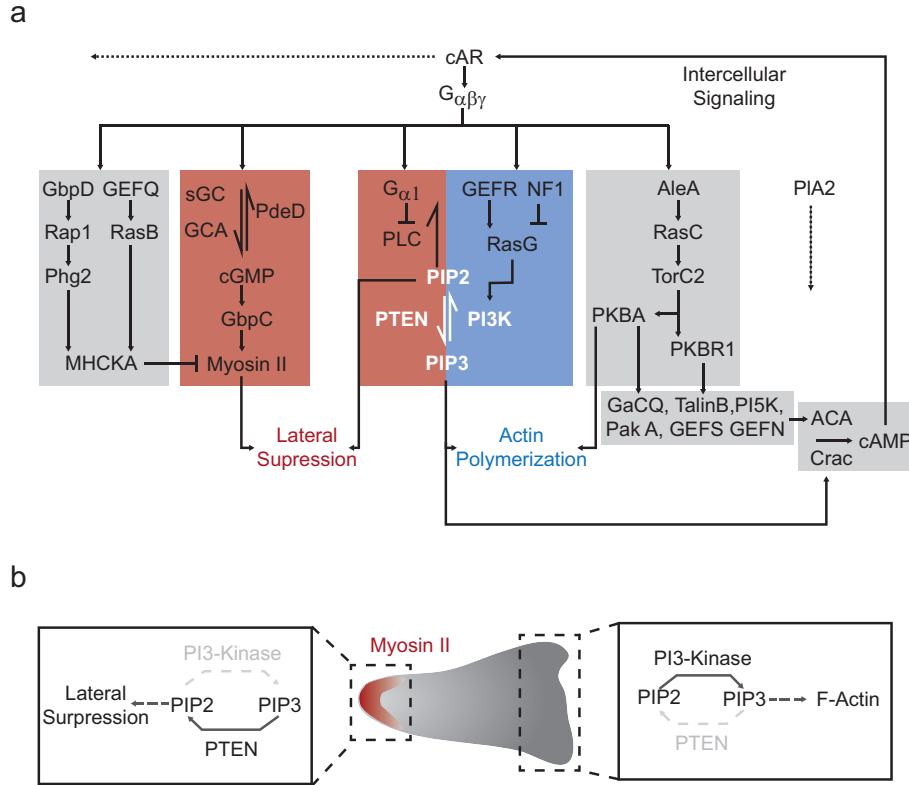 a
cAR
Intercellular
Signaling
Gαβγ
GbpD GEFQ
Rap1 RasB
Phg2
MHCKA
sGC
PdeD
GCA
cGMP
GbpC
Myosin II
Gα1
PLC
PIP2
PTEN
PIP3
GEFR NF1
RasG
PI3K
AleA
RasC
TorC2
PKBA
PKBR1
PIA2
GaCQ, TalinB,PI5K,
Pak A, GEFS GEFN
ACA
cAMP
Crac
Lateral
Supression
Actin
Polymerization
b
PI3-Kinase
Lateral
Surpression
PIP2 PIP3
PTEN
Myosin II
PI3-Kinase
PIP2 PIP3
F-Actin
PTEN